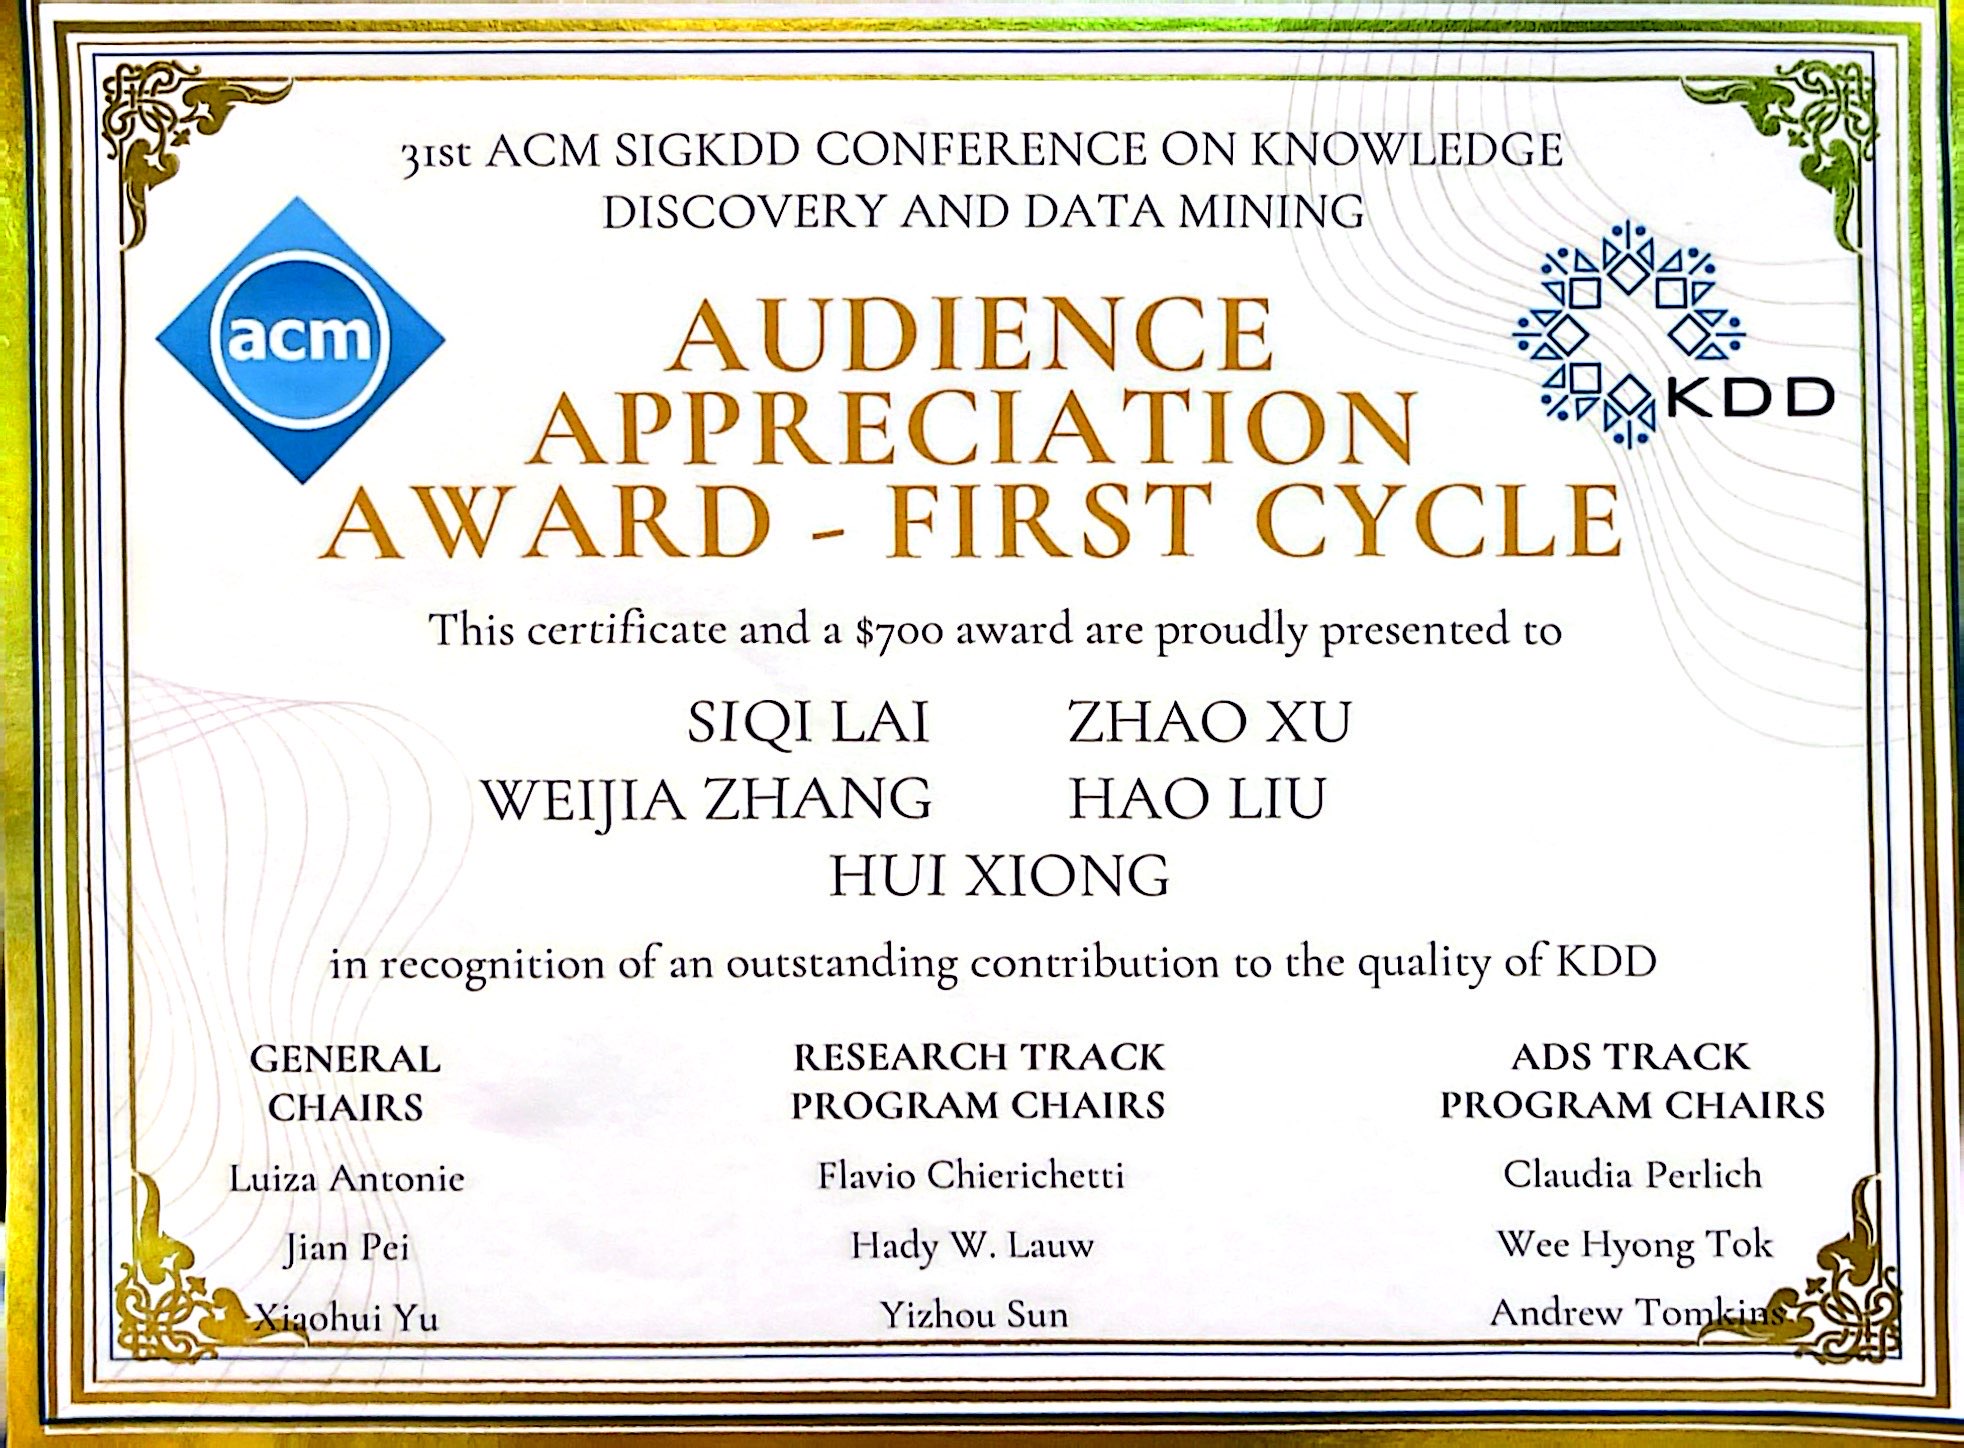 31st ACM SIGKDD CONFERENCE ON KNOWLEDGE
DISCOVERY AND DATA MINING
acm
KDD
AUDIENCE
APPRECIATION
AWARD - FIRST CYCLE
This certificate and a $700 award are proudly presented to
SIQI LAI ZHAO XU
WEIJIA ZHANG HAO LIU
HUI XIONG
in recognition of an outstanding contribution to the quality of KDD
GENERAL
CHAIRS
Luiza Antonie
Jian Pei
Xiaohui Yu
RESEARCH TRACK
PROGRAM CHAIRS
Flavio Chierichetti
Hady W. Lauw
Yizhou Sun
ADS TRACK
PROGRAM CHAIRS
Claudia Perlich
Wee Hyong Tok
Andrew Tomkins